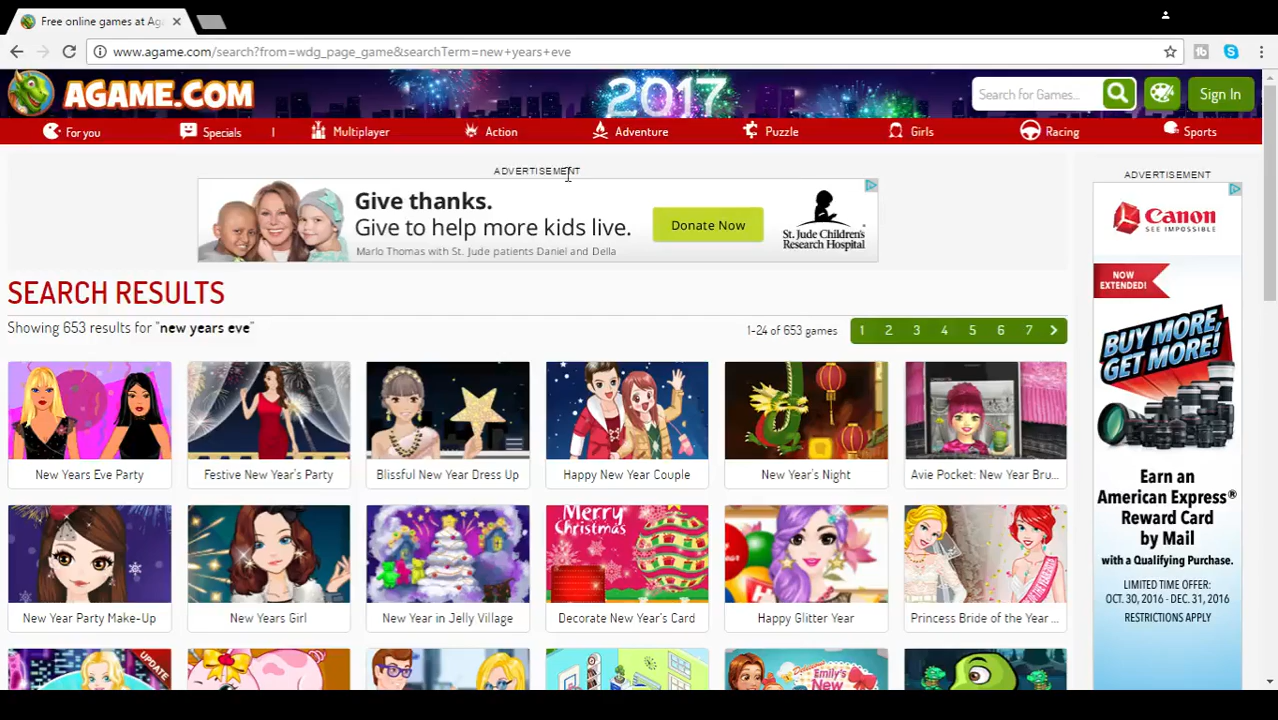 Free online games at Aga
www.agame.com/search?from=wdg_page_game&searchTerm=new+years+eve
AGAME.COM
2017
Search for Games...
Sign In
For you
Specials
Multiplayer
Action
Adventure
Puzzle
Girls
Racing
Sports
ADVERTISEMENT
Give thanks.
Give to help more kids live.
Marlo Thomas with St. Jude patients Daniel and Della
Donate Now
St. Jude Children's
Research Hospital
ADVERTISEMENT
Canon
SEE IMPOSSIBLE
NOW
EXTENDED!
BUY MORE,
GET MORE!
Earn an
American Express®
Reward Card
by Mail
with a Qualifying Purchase.
LIMITED TIME OFFER:
OCT. 30, 2016 - DEC. 31, 2016
RESTRICTIONS APPLY
SEARCH RESULTS
Showing 653 results for "new years eve"
1-24 of 653 games
1 2 3 4 5 6 7
New Years Eve Party
Festive New Year's Party
Blissful New Year Dress Up
Happy New Year Couple
New Year's Night
Avie Pocket: New Year Bru...
Merry
Christmas
New Year Party Make-Up
New Years Girl
New Year in Jelly Village
Decorate New Year's Card
Happy Glitter Year
Princess Bride of the Year ...
UPDATE
Emily's
New